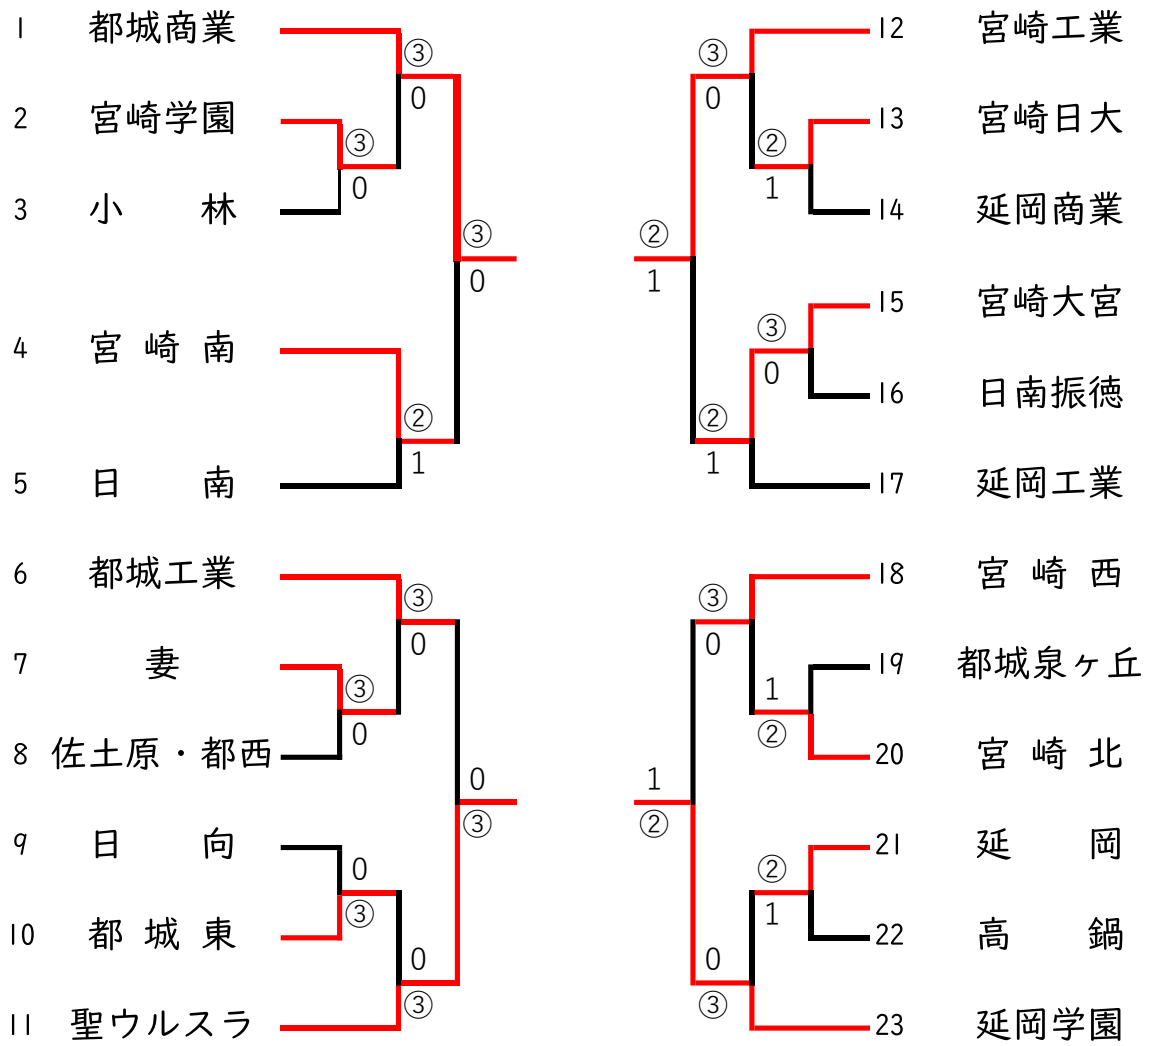 1 都城商業
2 宮崎学園
3 小林
4 宮崎南
5 日南
6 都城工業
7 妻
8 佐土原・都西
9 日向
10 都城東
11 聖ウルスラ
③
0
③
0
③
0
②
1
③
0
③
0
0
③
0
③
0
③
12 宮崎工業
13 宮崎日大
14 延岡商業
15 宮崎大宮
16 日南振徳
17 延岡工業
18 宮崎西
19 都城泉ヶ丘
20 宮崎北
21 延岡
22 高鍋
23 延岡学園
③
0
②
1
②
1
③
0
②
1
③
0
1
②
1
②
②
1
0
③